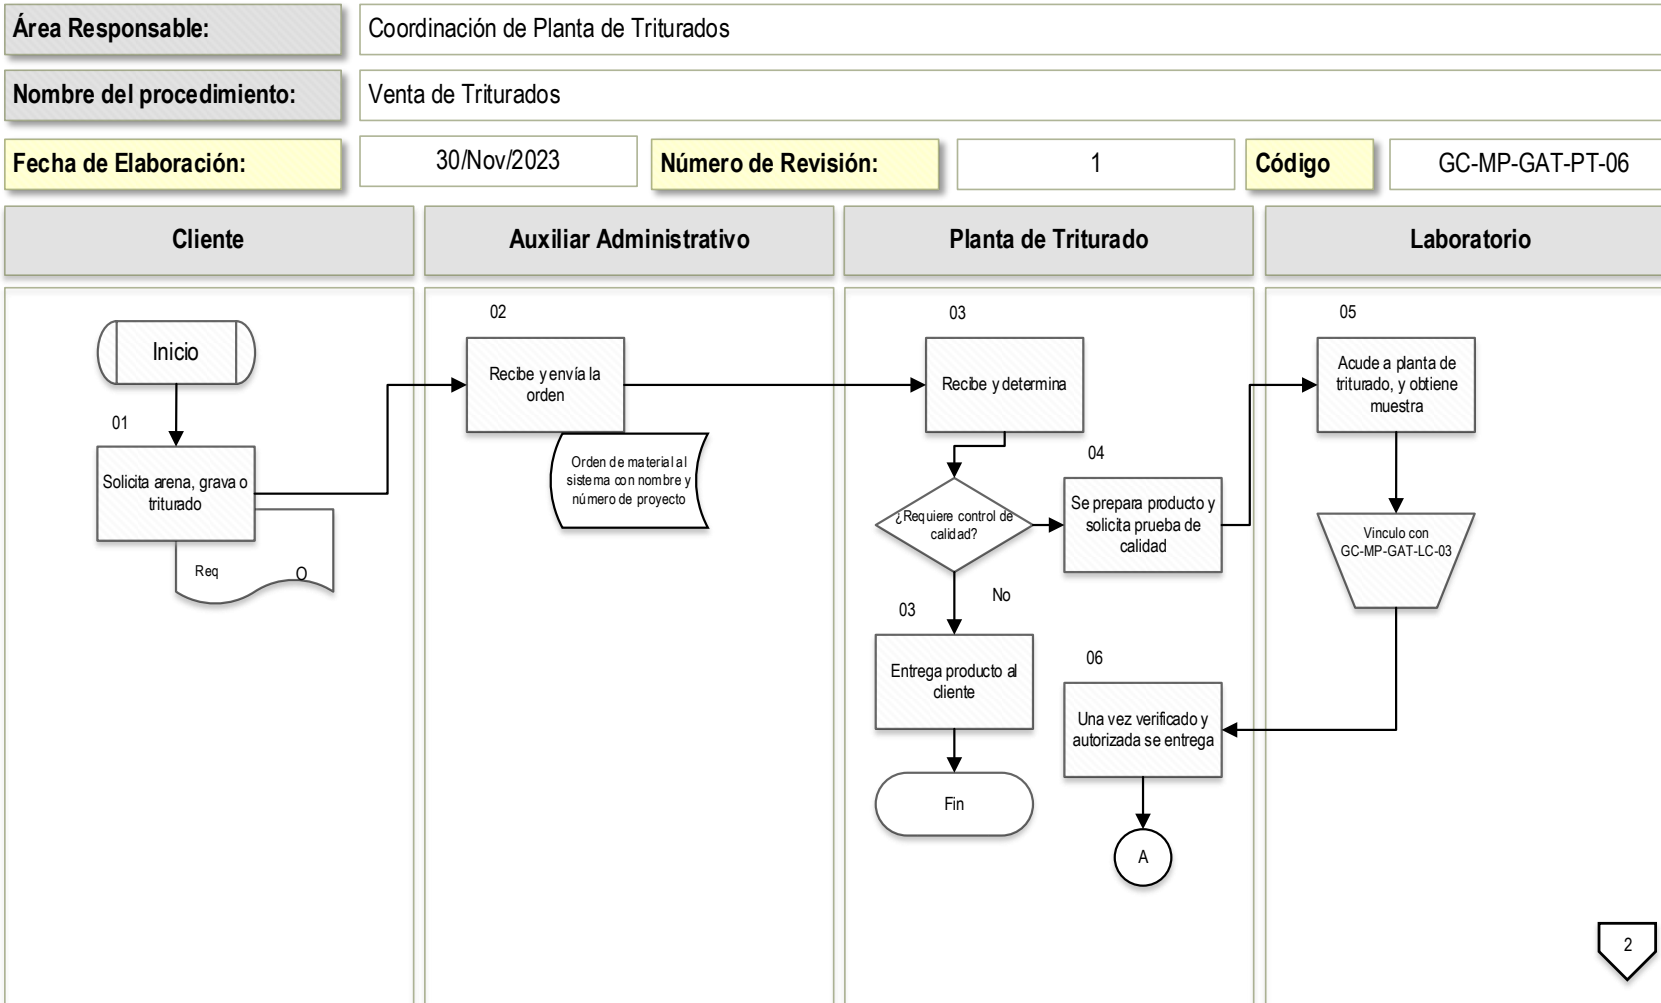 Área Responsable:
Coordinación de Planta de Triturados
Nombre del procedimiento:
Venta de Triturados
Fecha de Elaboración:
30/Nov/2023
Número de Revisión:
1
Código
GC-MP-GAT-PT-06
Cliente
Auxiliar Administrativo
Planta de Triturado
Laboratorio
Inicio
01
Solicita arena, grava o
triturado
Req
O
02
Recibe y envía la
orden
Orden de material al
sistema con nombre y
número de proyecto
03
Recibe y determina
¿Requiere control de
calidad?
04
Se prepara producto y
solicita prueba de
calidad
No
03
Entrega producto al
cliente
Fin
05
Acude a planta de
triturado, y obtiene
muestra
Vinculo con
GC-MP-GAT-LC-03
06
Una vez verificado y
autorizada se entrega
A
2